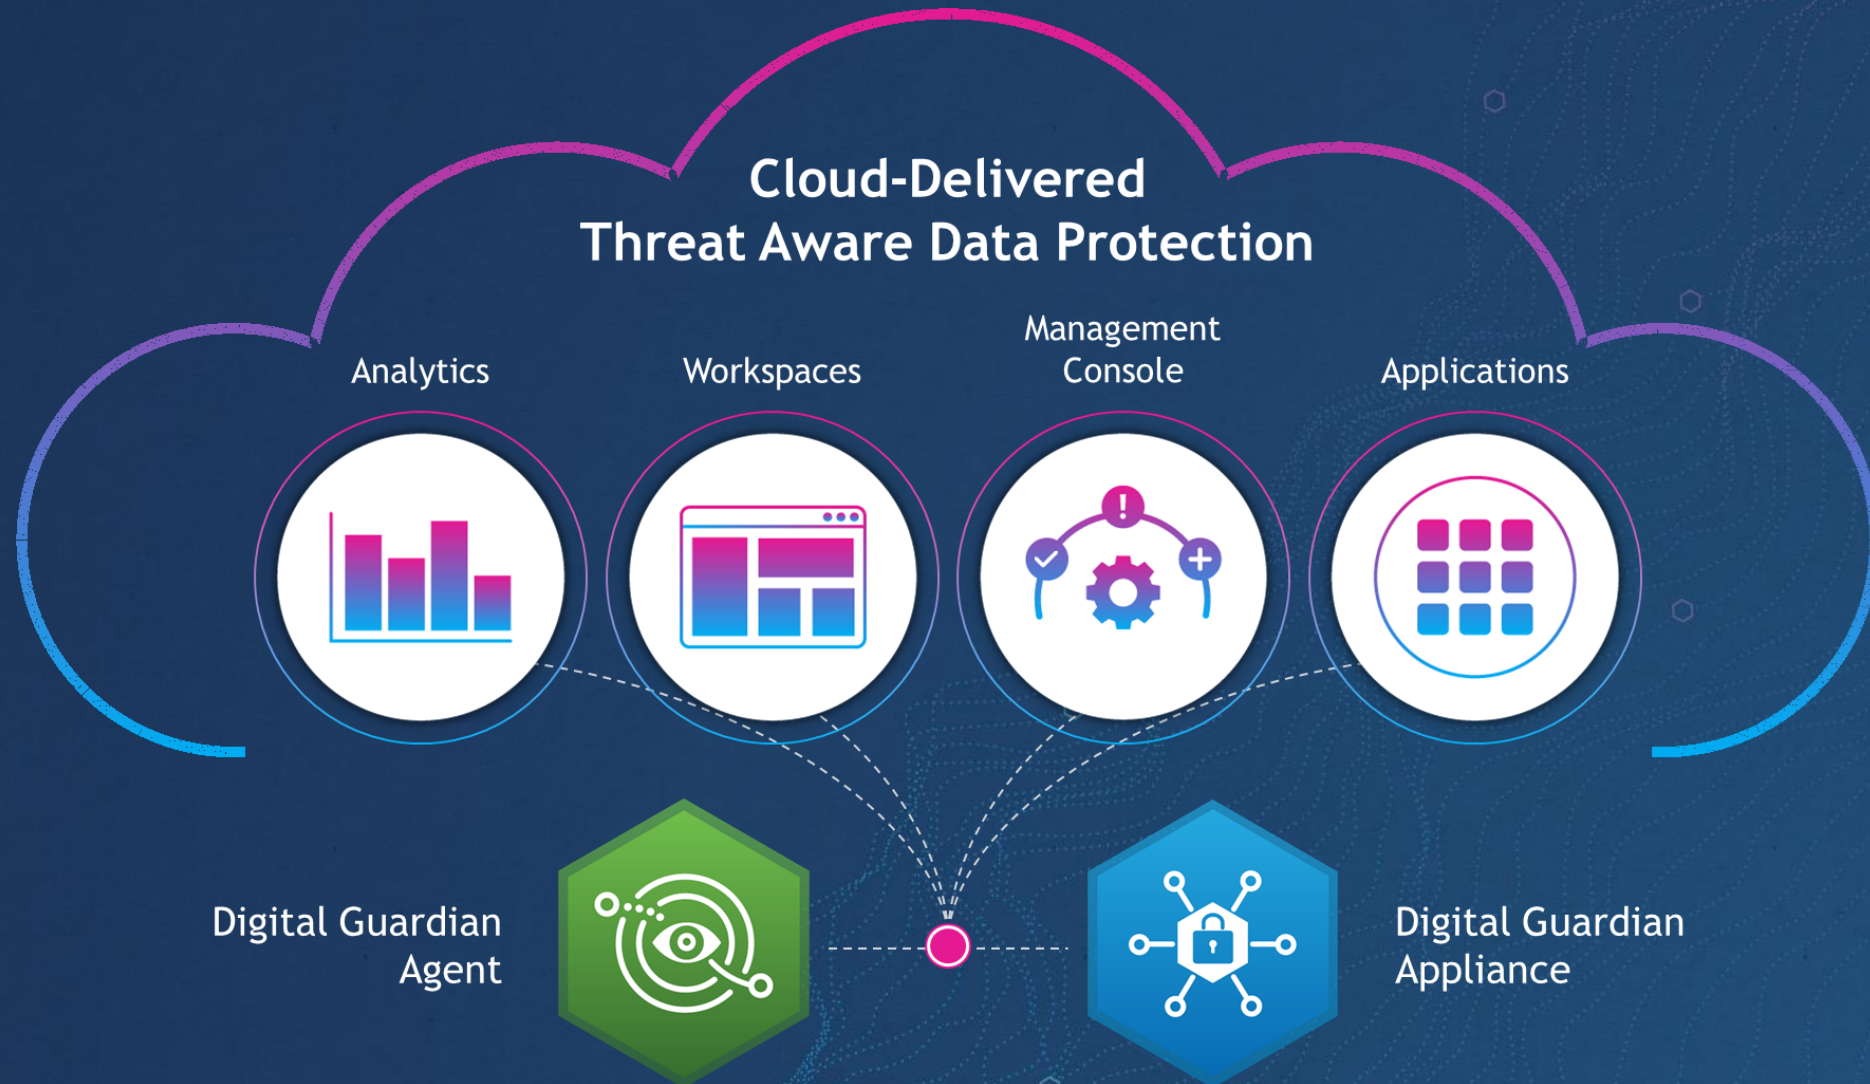 Cloud-Delivered
Threat Aware Data Protection
Analytics
Workspaces
Management
Console
Applications
Digital Guardian
Agent
Digital Guardian
Appliance